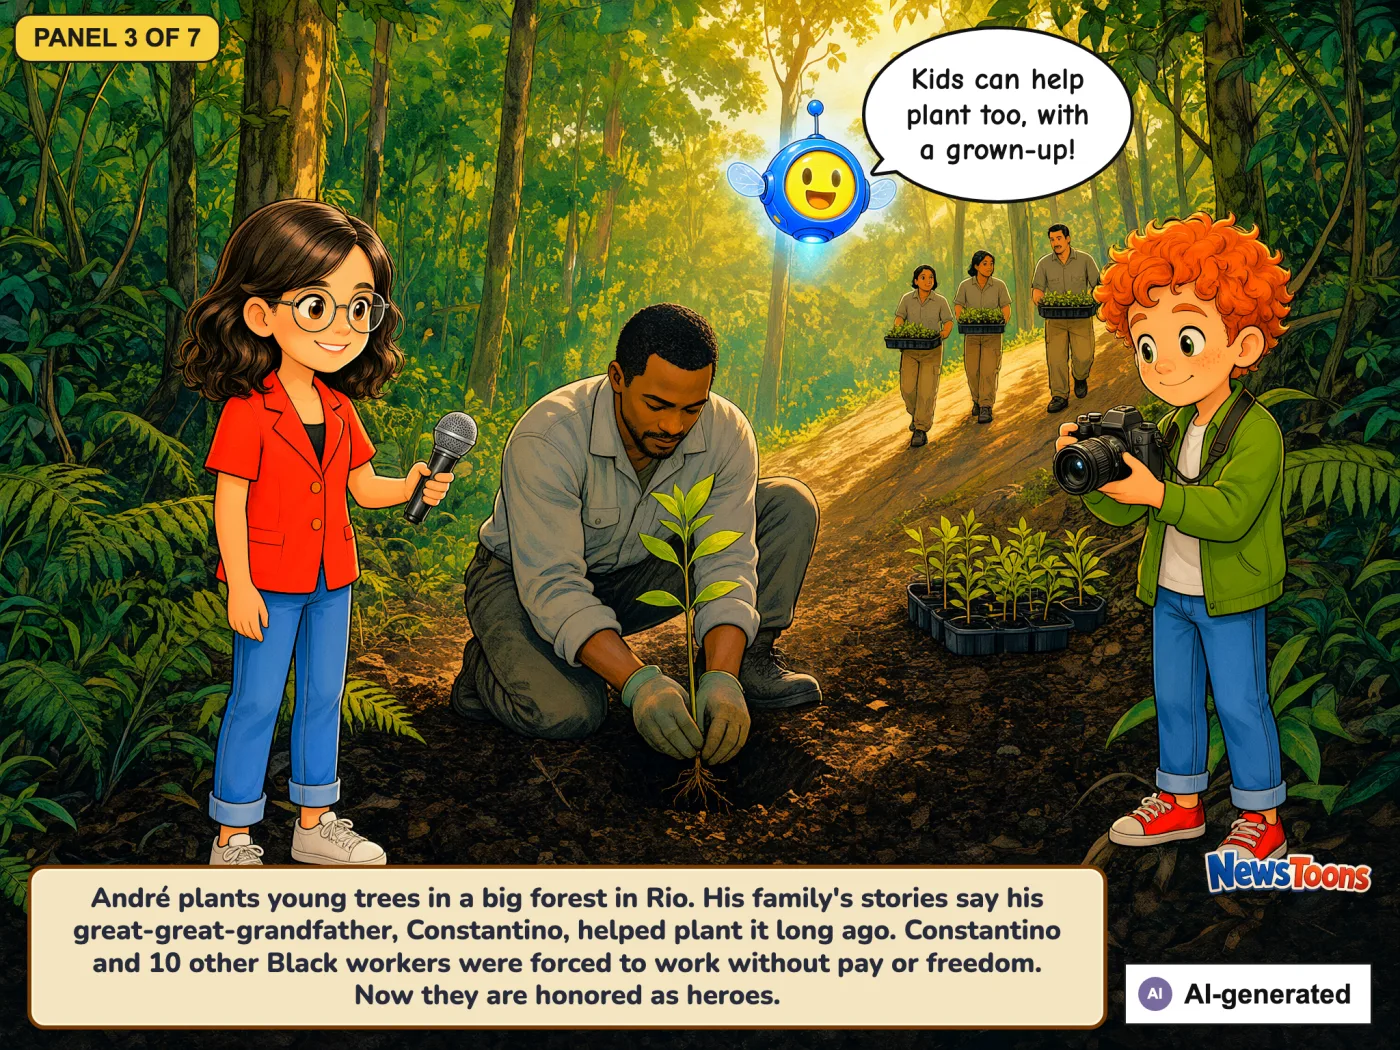 PANEL 3 OF 7
Kids can help
plant too, with
a grown-up!
André plants young trees in a big forest in Rio. His family's stories say his
great-great-grandfather, Constantino, helped plant it long ago. Constantino
and 10 other Black workers were forced to work without pay or freedom.
Now they are honored as heroes.
NewsToons
AI AI-generated